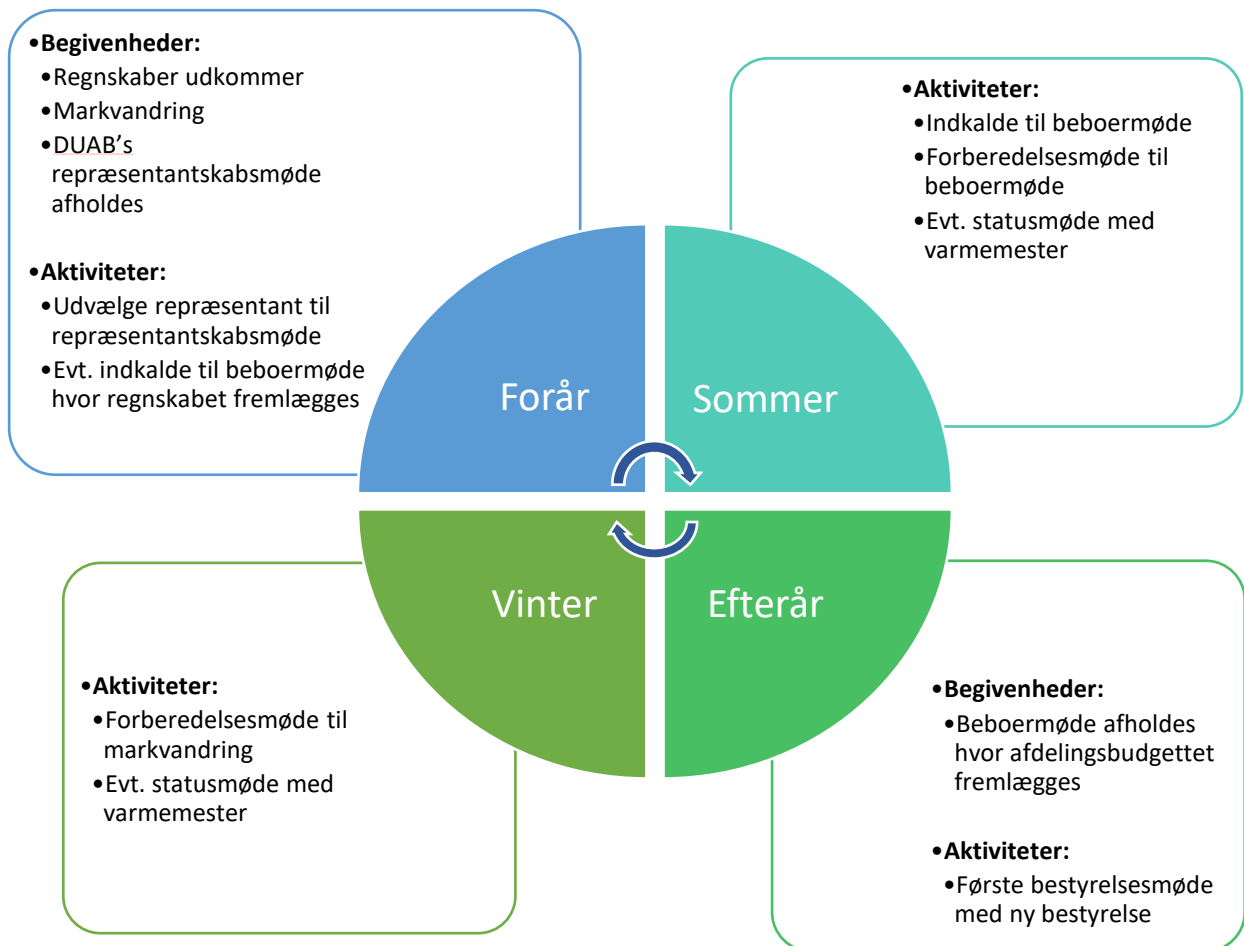 •Begivenheder:
•Regnskaber udkommer
•Markvandring
•DUAB's
repræsentantskabsmøde
afholdes
•Aktiviteter:
•Udvælge repræsentant til
repræsentantskabsmøde
•Evt. indkalde til beboermøde
hvor regnskabet fremlægges
•Aktiviteter:
•Indkalde til beboermøde
•Forberedelsesmøde til
beboermøde
•Evt. statusmøde med
varmemester
Forår
Sommer
Vinter
Efterår
•Aktiviteter:
•Forberedelsesmøde til
markvandring
•Evt. statusmøde med
varmemester
•Begivenheder:
•Beboermøde afholdes
hvor afdelingsbudgettet
fremlægges
•Aktiviteter:
•Første bestyrelsesmøde
med ny bestyrelse